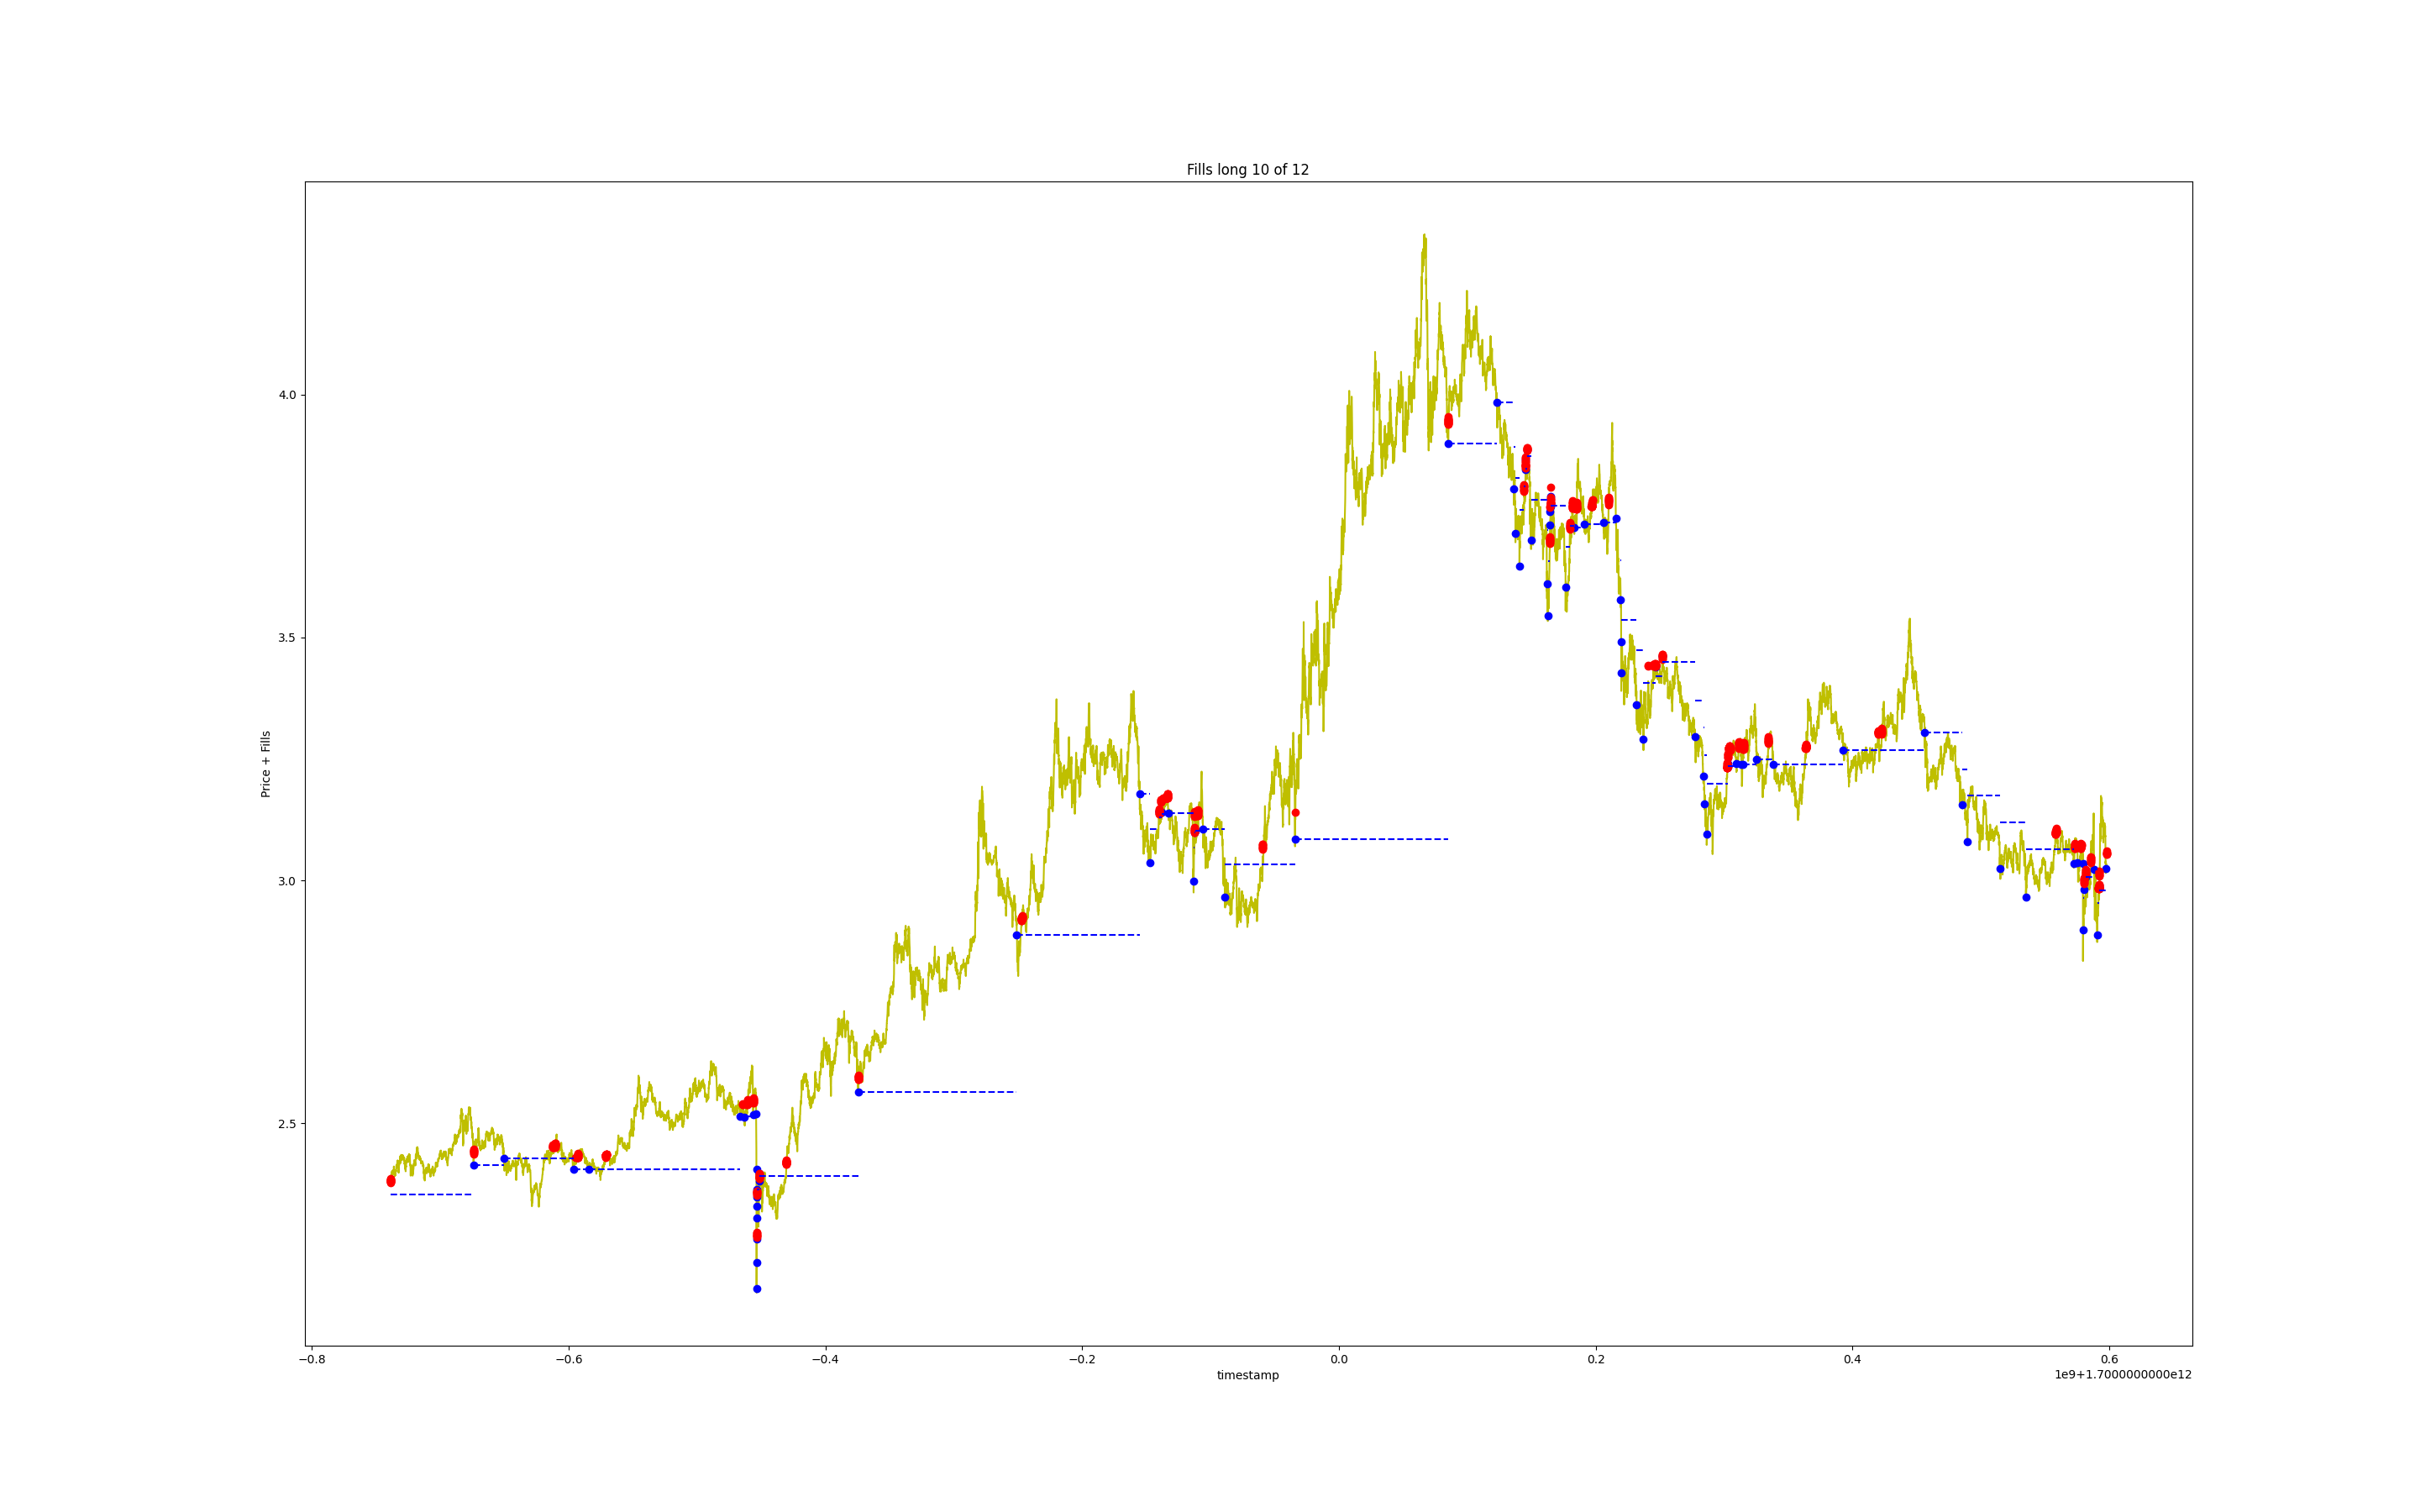 Fills long 10 of 12
4.0
3.5
3.0
2.5
Price + Fills
−0.8 −0.6 −0.4 −0.2 0.0 0.2 0.4 0.6
timestamp
1e9+1.7000000000e12